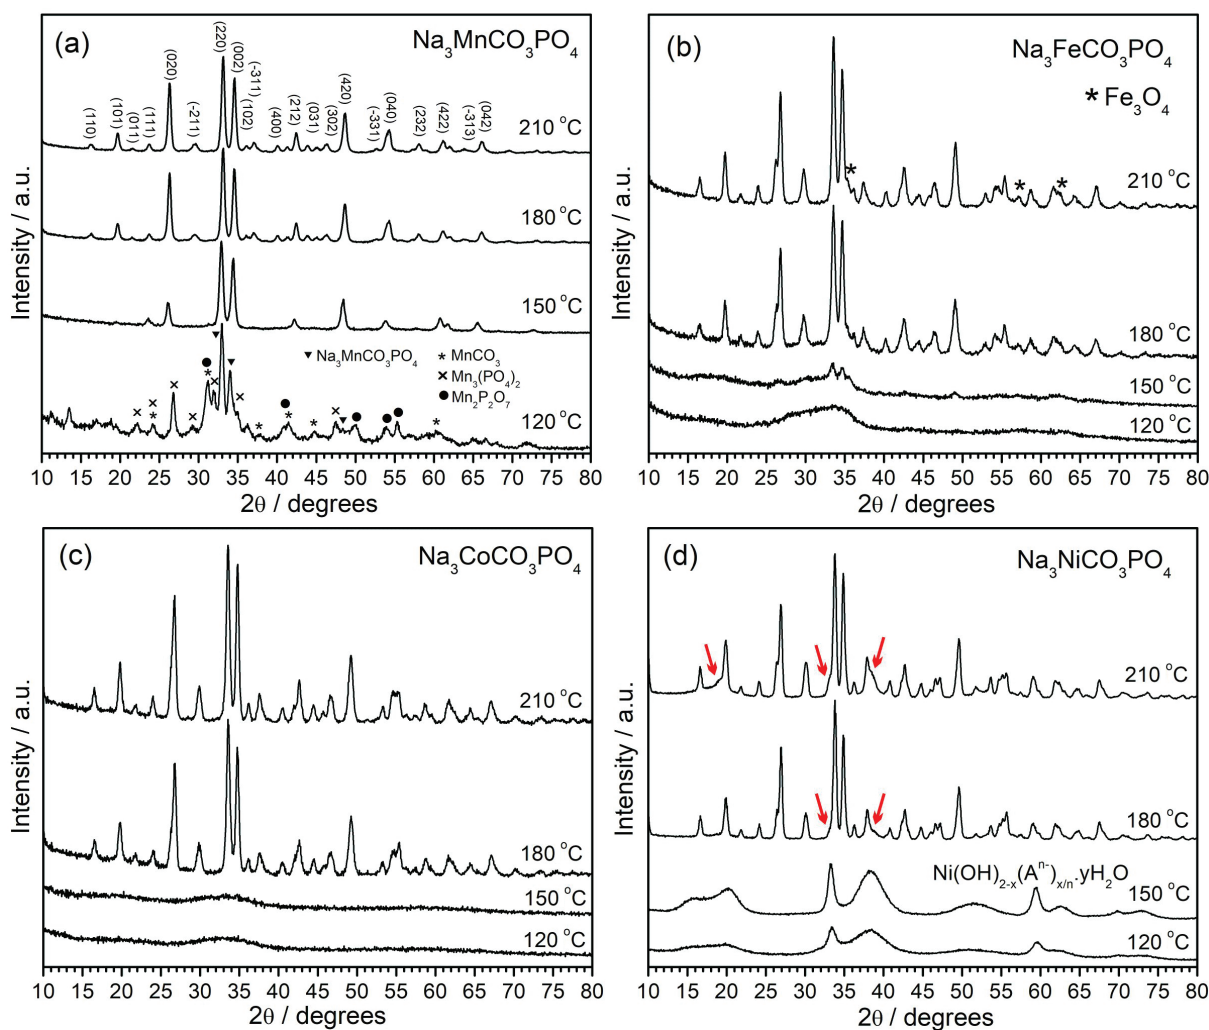 (a)
Na₃MnCO₃PO₄
(110)
(101)
(011)
(111)
(020)
(-211)
(220)
(002)
(-311)
(102)
(400)
(212)
(031)
(302)
(420)
(-331)
(040)
(232)
(422)
(-313)
(042)
210 °C
180 °C
150 °C
▼ Na₃MnCO₃PO₄
* MnCO₃
× Mn₃(PO₄)₂
● Mn₂P₂O₇
120 °C
Intensity / a.u.
10 15 20 25 30 35 40 45 50 55 60 65 70 75 80
2θ / degrees
(b)
Na₃FeCO₃PO₄
* Fe₃O₄
210 °C
180 °C
150 °C
120 °C
Intensity / a.u.
10 15 20 25 30 35 40 45 50 55 60 65 70 75 80
2θ / degrees
(c)
Na₃CoCO₃PO₄
210 °C
180 °C
150 °C
120 °C
Intensity / a.u.
10 15 20 25 30 35 40 45 50 55 60 65 70 75 80
2θ / degrees
(d)
Na₃NiCO₃PO₄
210 °C
180 °C
Ni(OH)₂₋ₓ(Aⁿ⁻)ₓ/ₙ.yH₂O
150 °C
120 °C
Intensity / a.u.
10 15 20 25 30 35 40 45 50 55 60 65 70 75 80
2θ / degrees